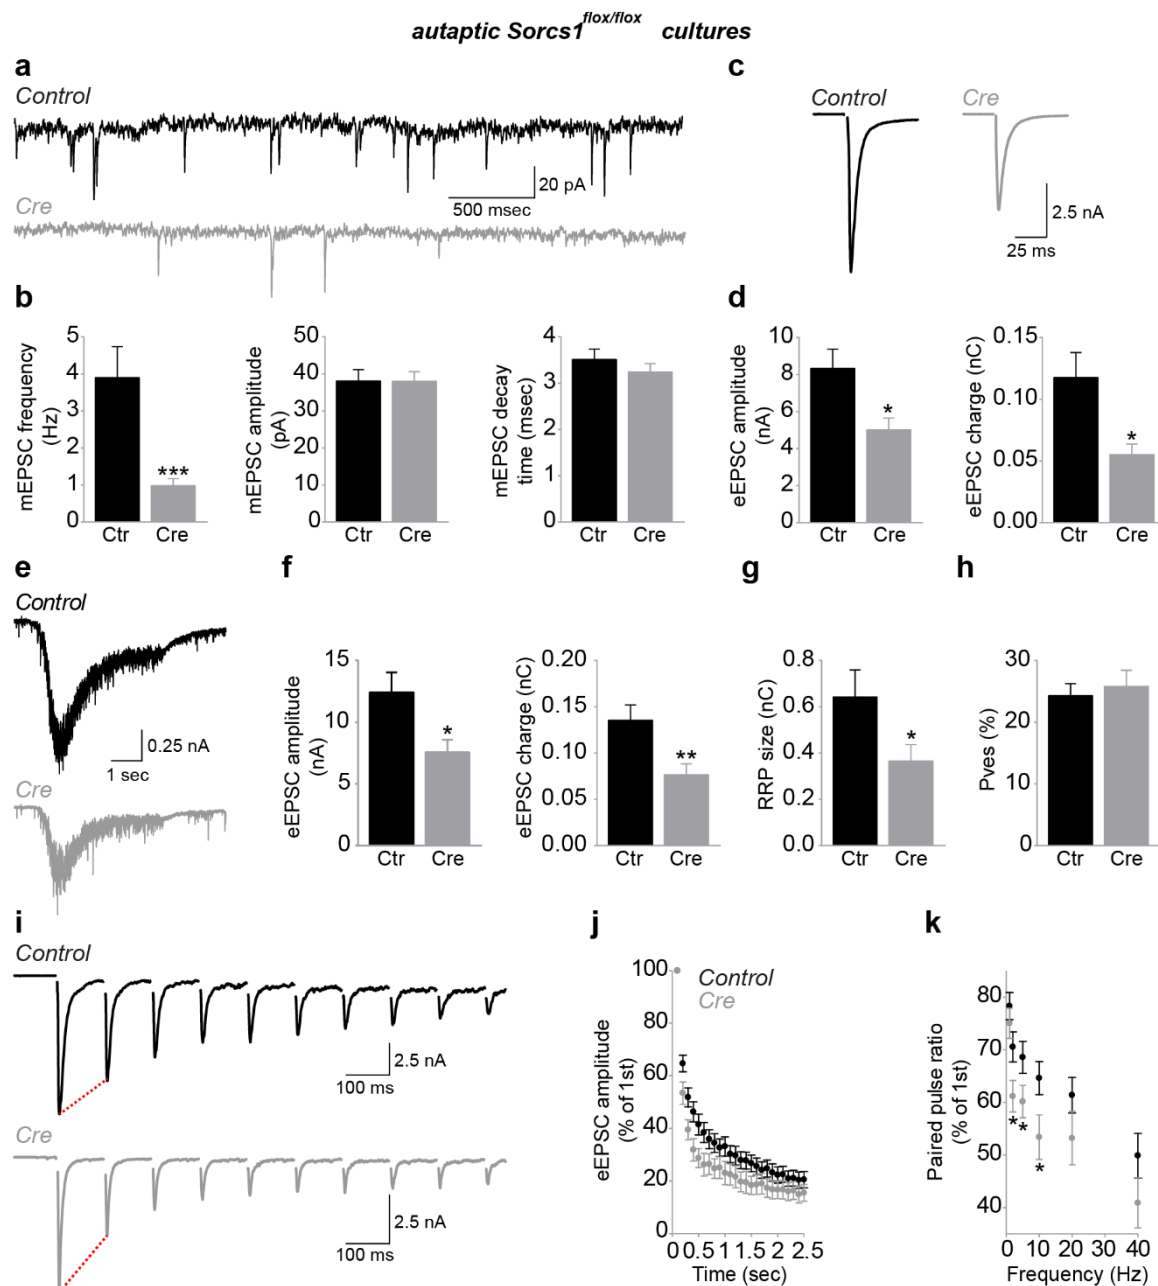 autaptic Sorcs1 flox/flox cultures
a
Control
20 pA
500 msec
Cre
c
Control
Cre
2.5 nA
25 ms
b
mEPSC frequency (Hz)
5
4
3
2
1
0
***
Ctr Cre
mEPSC amplitude (pA)
50
40
30
20
10
0
Ctr Cre
mEPSC decay time (msec)
4
3
2
1
0
Ctr Cre
d
eEPSC amplitude (nA)
10
8
6
4
2
0
*
Ctr Cre
eEPSC charge (nC)
0.15
0.10
0.05
0.00
*
Ctr Cre
e
Control
0.25 nA
1 sec
Cre
f
eEPSC amplitude (nA)
15
10
5
0
*
Ctr Cre
eEPSC charge (nC)
0.20
0.15
0.10
0.05
0.00
**
Ctr Cre
g
RRP size (nC)
0.8
0.6
0.4
0.2
0.0
*
Ctr Cre
h
Pves (%)
30
20
10
0
Ctr Cre
i
Control
2.5 nA
100 ms
Cre
2.5 nA
100 ms
j
Control
Cre
eEPSC amplitude (% of 1st)
100
80
60
40
20
0
0 0.5 1 1.5 2 2.5
Time (sec)
k
Paired pulse ratio (% of 1st)
80
70
60
50
40
* *
*
0 10 20 30 40
Frequency (Hz)